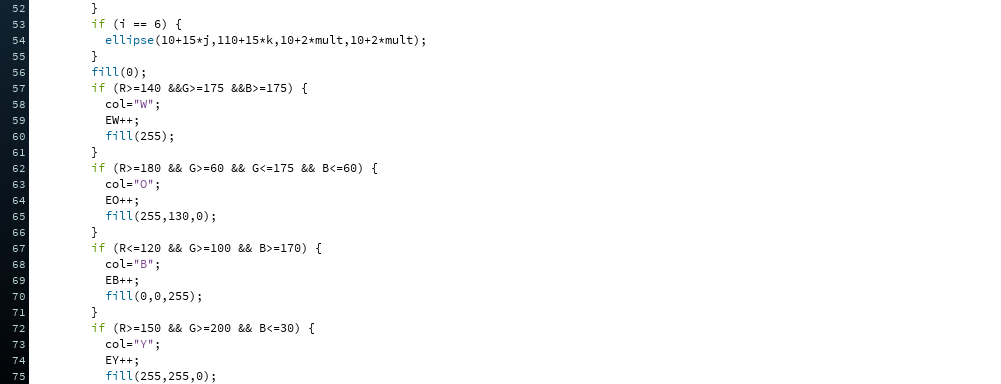 52 }
53 if (i == 6) {
54 ellipse(10+15*j,110+15*k,10+2*mult,10+2*mult);
55 }
56 fill(0);
57 if (R>=140 &&G>=175 &&B>=175) {
58 col="W";
59 EW++;
60 fill(255);
61 }
62 if (R>=180 && G>=60 && G<=175 && B<=60) {
63 col="O";
64 EO++;
65 fill(255,130,0);
66 }
67 if (R<=120 && G>=100 && B>=170) {
68 col="B";
69 EB++;
70 fill(0,0,255);
71 }
72 if (R>=150 && G>=200 && B<=30) {
73 col="Y";
74 EY++;
75 fill(255,255,0);